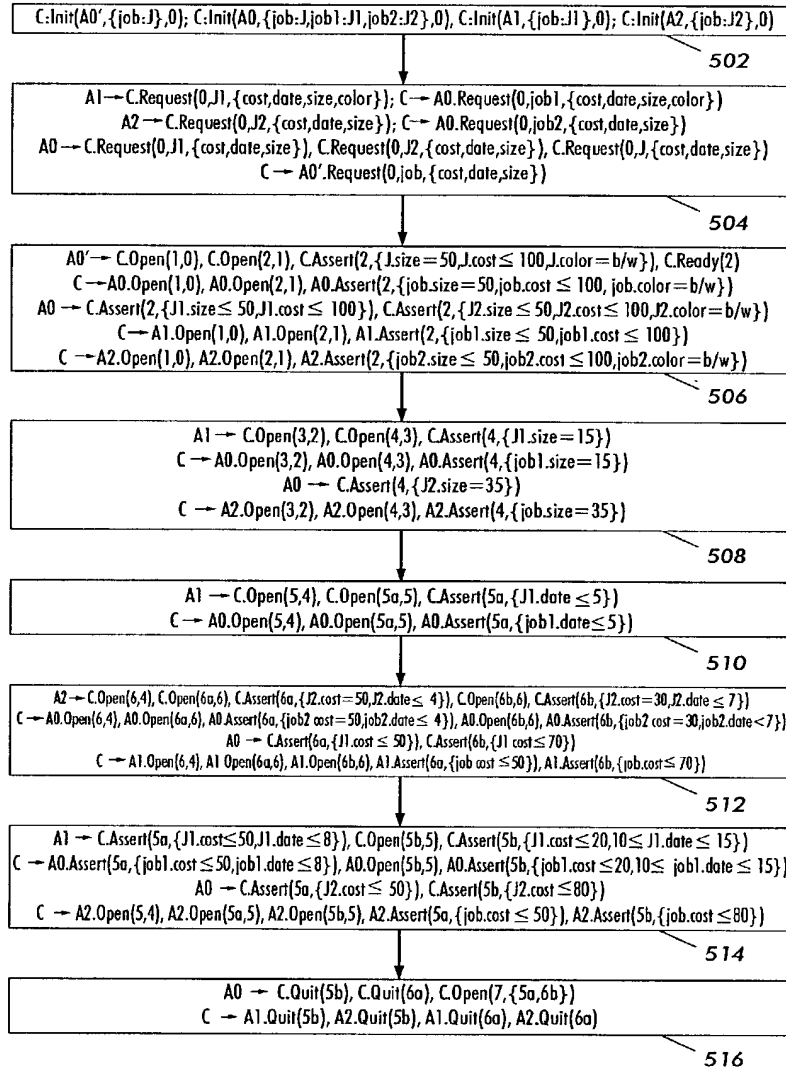 C:Init(A0',{job:J},0); C:Init(A0,{job:J,job1:J1,job2:J2},0), C:Init(A1,{job:J1},0); C:Init(A2,{job:J2},0)
502
A1→C.Request(0,J1,{cost,date,size,color}); C→ A0.Request(0,job1,{cost,date,size,color})
A2→C.Request(0,J2,{cost,date,size}); C→ A0.Request(0,job2,{cost,date,size})
A0→C.Request(0,J1,{cost,date,size}), C.Request(0,J2,{cost,date,size}), C.Request(0,J,{cost,date,size})
C → A0'.Request(0,job,{cost,date,size})
504
A0'→ C.Open(1,0), C.Open(2,1), C.Assert(2,{J.size=50,J.cost≤ 100,J.color=b/w}), C.Ready(2)
C→A0.Open(1,0), A0.Open(2,1), A0.Assert(2,{job.size=50,job.cost ≤ 100, job.color=b/w})
A0 → C.Assert(2,{J1.size≤ 50,J1.cost≤ 100}), C.Assert(2,{J2.size≤ 50,J2.cost≤ 100,J2.color=b/w})
C→A1.Open(1,0), A1.Open(2,1), A1.Assert(2,{job1.size≤ 50,job1.cost ≤ 100})
C →A2.Open(1,0), A2.Open(2,1), A2.Assert(2,{job2.size≤ 50,job2.cost≤100,job2.color=b/w})
506
A1 → C.Open(3,2), C.Open(4,3), C.Assert(4,{J1.size=15})
C →A0.Open(3,2), A0.Open(4,3), A0.Assert(4,{job1.size=15})
A0 → C.Assert(4,{J2.size=35})
C → A2.Open(3,2), A2.Open(4,3), A2.Assert(4,{job.size=35})
508
A1 → C.Open(5,4), C.Open(5a,5), C.Assert(5a,{J1.date ≤5})
C →A0.Open(5,4), A0.Open(5a,5), A0.Assert(5a,{job1.date≤5})
510
A2→C.Open(6,4), C.Open(6a,6), C.Assert(6a,{J2.cost=50,J2.date≤ 4}), C.Open(6b,6), C.Assert(6b,{J2.cost=30,J2.date ≤7})
C→A0.Open(6,4), A0.Open(6a,6), A0.Assert(6a,{job2 cost=50,job2.date≤ 4}), A0.Open(6b,6), A0.Assert(6b,{job2 cost=30,job2.date<7})
A0 → C.Assert(6a,{J1.cost ≤ 50}), C.Assert(6b,{J1 cost≤70})
C →A1.Open(6,4), A1 Open(6a,6), A1.Open(6b,6), A1.Assert(6a,{job cost ≤50}), A1.Assert(6b,{job.cost≤ 70})
512
A1 → C.Assert(5a,{J1.cost≤50,J1.date ≤8}), C.Open(5b,5), C.Assert(5b,{J1.cost≤20,10≤ J1.date ≤ 15})
C →A0.Assert(5a,{job1.cost≤50,job1.date≤8}), A0.Open(5b,5), A0.Assert(5b,{job1.cost≤20,10≤ job1.date ≤ 15})
A0 →C.Assert(5a,{J2.cost≤ 50}), C.Assert(5b,{J2.cost≤80})
C → A2.Open(5,4), A2.Open(5a,5), A2.Open(5b,5), A2.Assert(5a,{job.cost ≤ 50}), A2.Assert(5b,{job.cost ≤80})
514
A0 → C.Quit(5b), C.Quit(6a), C.Open(7,{5a,6b})
C → A1.Quit(5b), A2.Quit(5b), A1.Quit(6a), A2.Quit(6a)
516